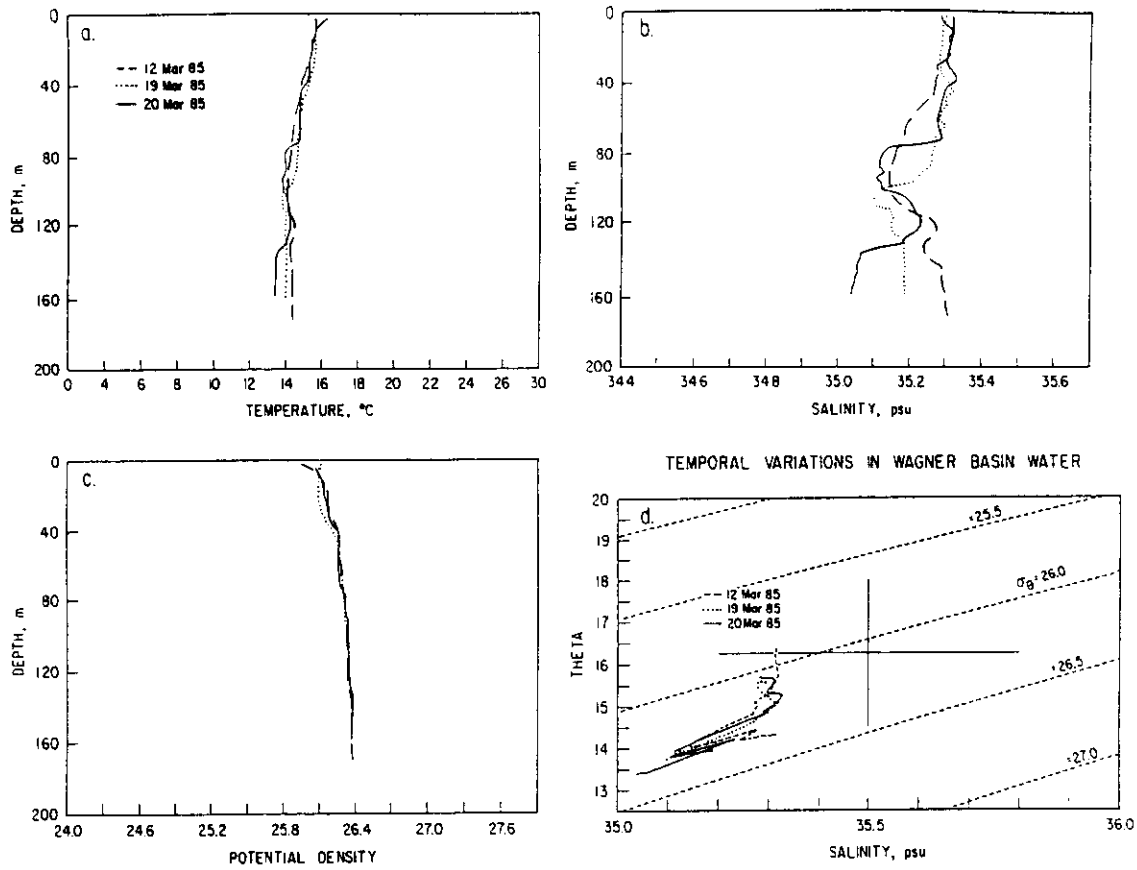 a.
0
40
80
120
160
200
DEPTH, m
12 Mar 85
19 Mar 85
20 Mar 85
0 4 6 8 10 12 14 16 18 20 22 24 26 28 30
TEMPERATURE, °C
b.
0
40
80
120
160
200
DEPTH, m
34.4 34.6 34.8 35.0 35.2 35.4 35.6
SALINITY, psu
c.
0
40
80
120
160
200
DEPTH, m
24.0 24.6 25.2 25.8 26.4 27.0 27.6
POTENTIAL DENSITY
TEMPORAL VARIATIONS IN WAGNER BASIN WATER
d.
20
19
18
17
16
15
14
13
THETA
=25.5
σθ=26.0
=26.5
=27.0
12 Mar 85
19 Mar 85
20 Mar 85
35.0 35.5 36.0
SALINITY, psu